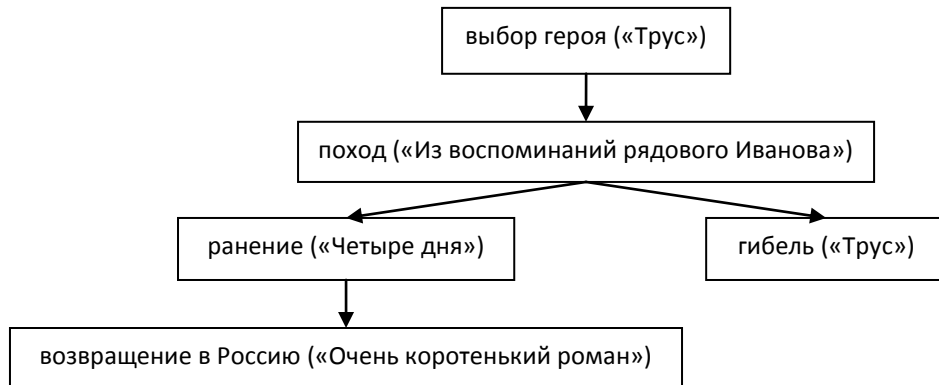 выбор героя («Трус»)
поход («Из воспоминаний рядового Иванова»)
ранение («Четыре дня»)
гибель («Трус»)
возвращение в Россию («Очень коротенький роман»)